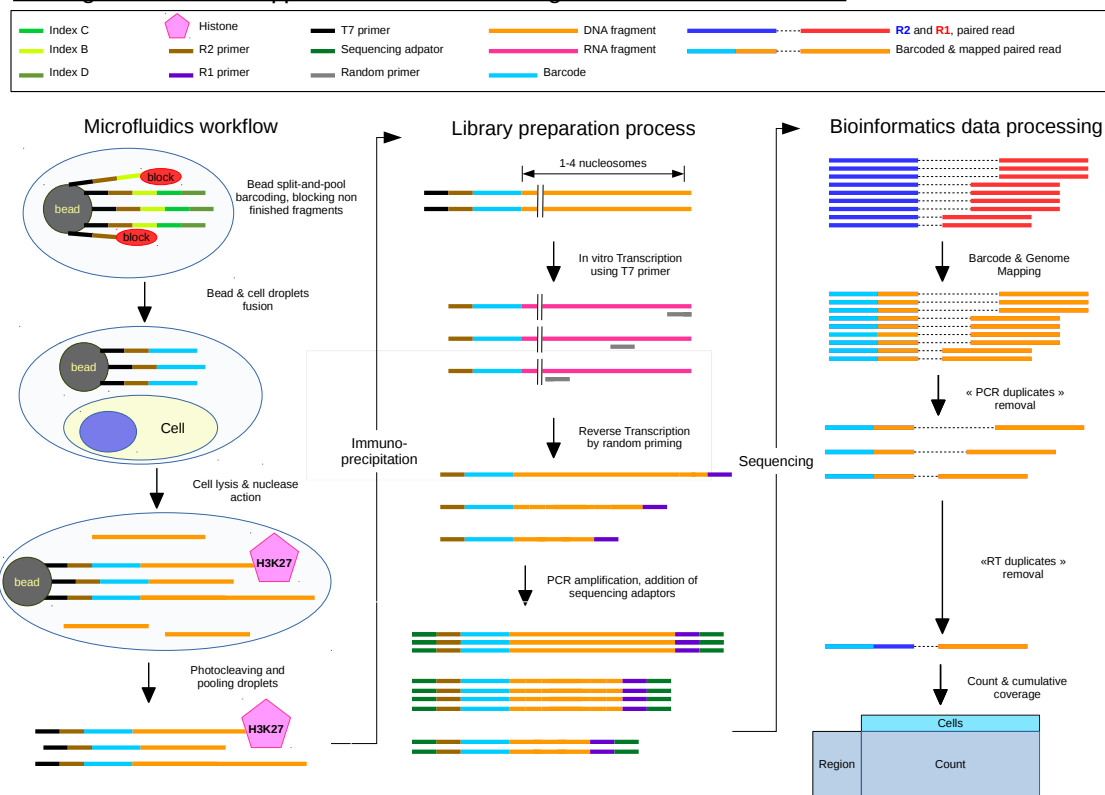 Index C
Index B
Index D
Histone
R2 primer
R1 primer
T7 primer
Sequencing adpator
Random primer
DNA fragment
RNA fragment
Barcode
R2 and R1, paired read
Barcoded & mapped paired read
Microfluidics workflow
block
bead
block
Bead split-and-pool
barcoding, blocking non
finished fragments
Bead & cell droplets
fusion
bead
Cell
Cell lysis & nuclease
action
H3K27
bead
Photocleaving and
pooling droplets
H3K27
Immuno-
precipitation
Library preparation process
1-4 nucleosomes
In vitro Transcription
using T7 primer
Reverse Transcription
by random priming
PCR amplification, addition of
sequencing adaptors
Sequencing
Bioinformatics data processing
Barcode & Genome
Mapping
« PCR duplicates »
removal
«RT duplicates »
removal
Count & cumulative
coverage
Cells
Region
Count